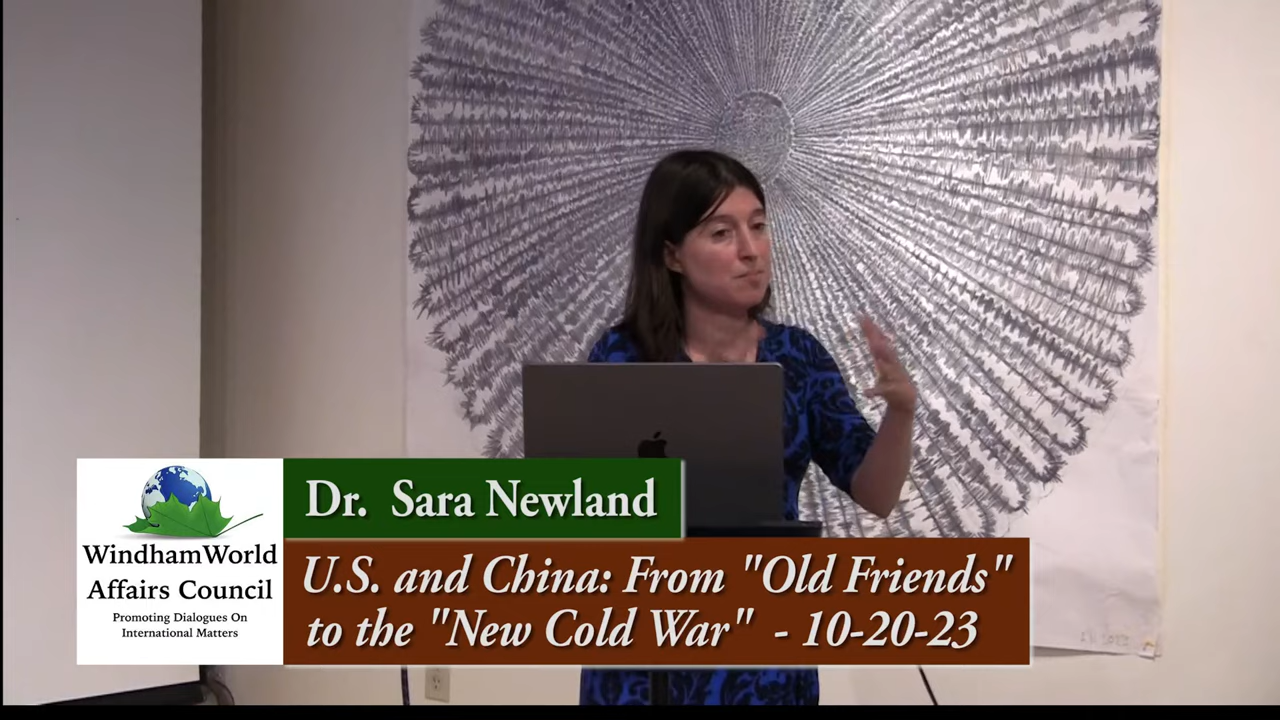 Dr. Sara Newland
WindhamWorld
Affairs Council
Promoting Dialogues On
International Matters
U.S. and China: From "Old Friends"
to the "New Cold War" - 10-20-23